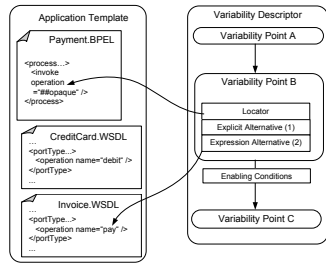 Application Template
Payment.BPEL
<process...>
<invoke
operation
="##opaque" />
</process>
CreditCard.WSDL
...
<portType...>
<operation name="debit" />
</portType>
...
Invoice.WSDL
...
<portType...>
<operation name="pay" />
</portType>
...
Variability Descriptor
Variability Point A
Variability Point B
Locator
Explicit Alternative (1)
Expression Alternative (2)
Enabling Conditions
Variability Point C